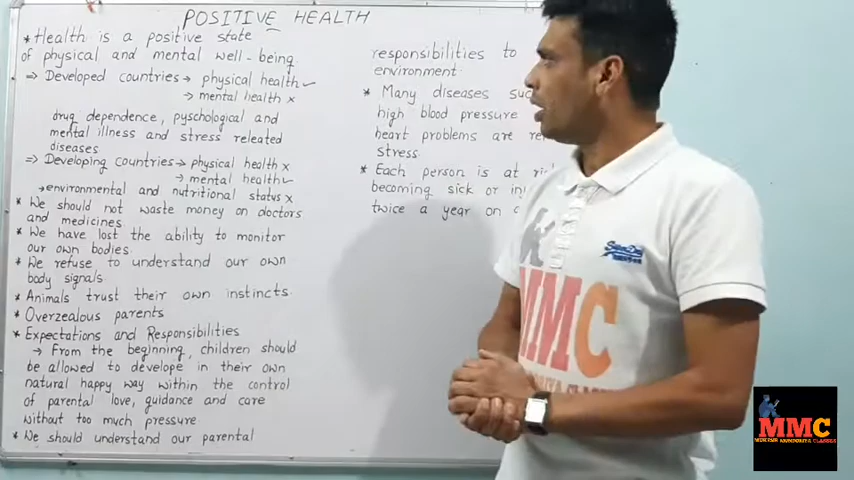 POSITIVE HEALTH
* Health is a positive state
of physical and mental well-being
⇒ Developed countries → physical health ✓
→ mental health ×
drug dependence, pyschological and
mental illness and stress related
diseases
⇒ Developing countries → physical health ×
→ mental health ✓
↳ environmental and nutritional status ×
* We should not waste money on doctors
and medicines
* We have lost the ability to monitor
our own bodies
* We refuse to understand our own
body signals
* Animals trust their own instincts
* Overzealous parents
* Expectations and Responsibilities
→ From the beginning, children should
be allowed to develop in their own
natural happy way within the control
of parental love, guidance and care
without too much pressure
* We should understand our parental
responsibilities to
environment
* Many diseases
high blood pressure
heart problems are
stress
* Each person is at
becoming sick or
twice a year on
SuperDry
MMC
MMC